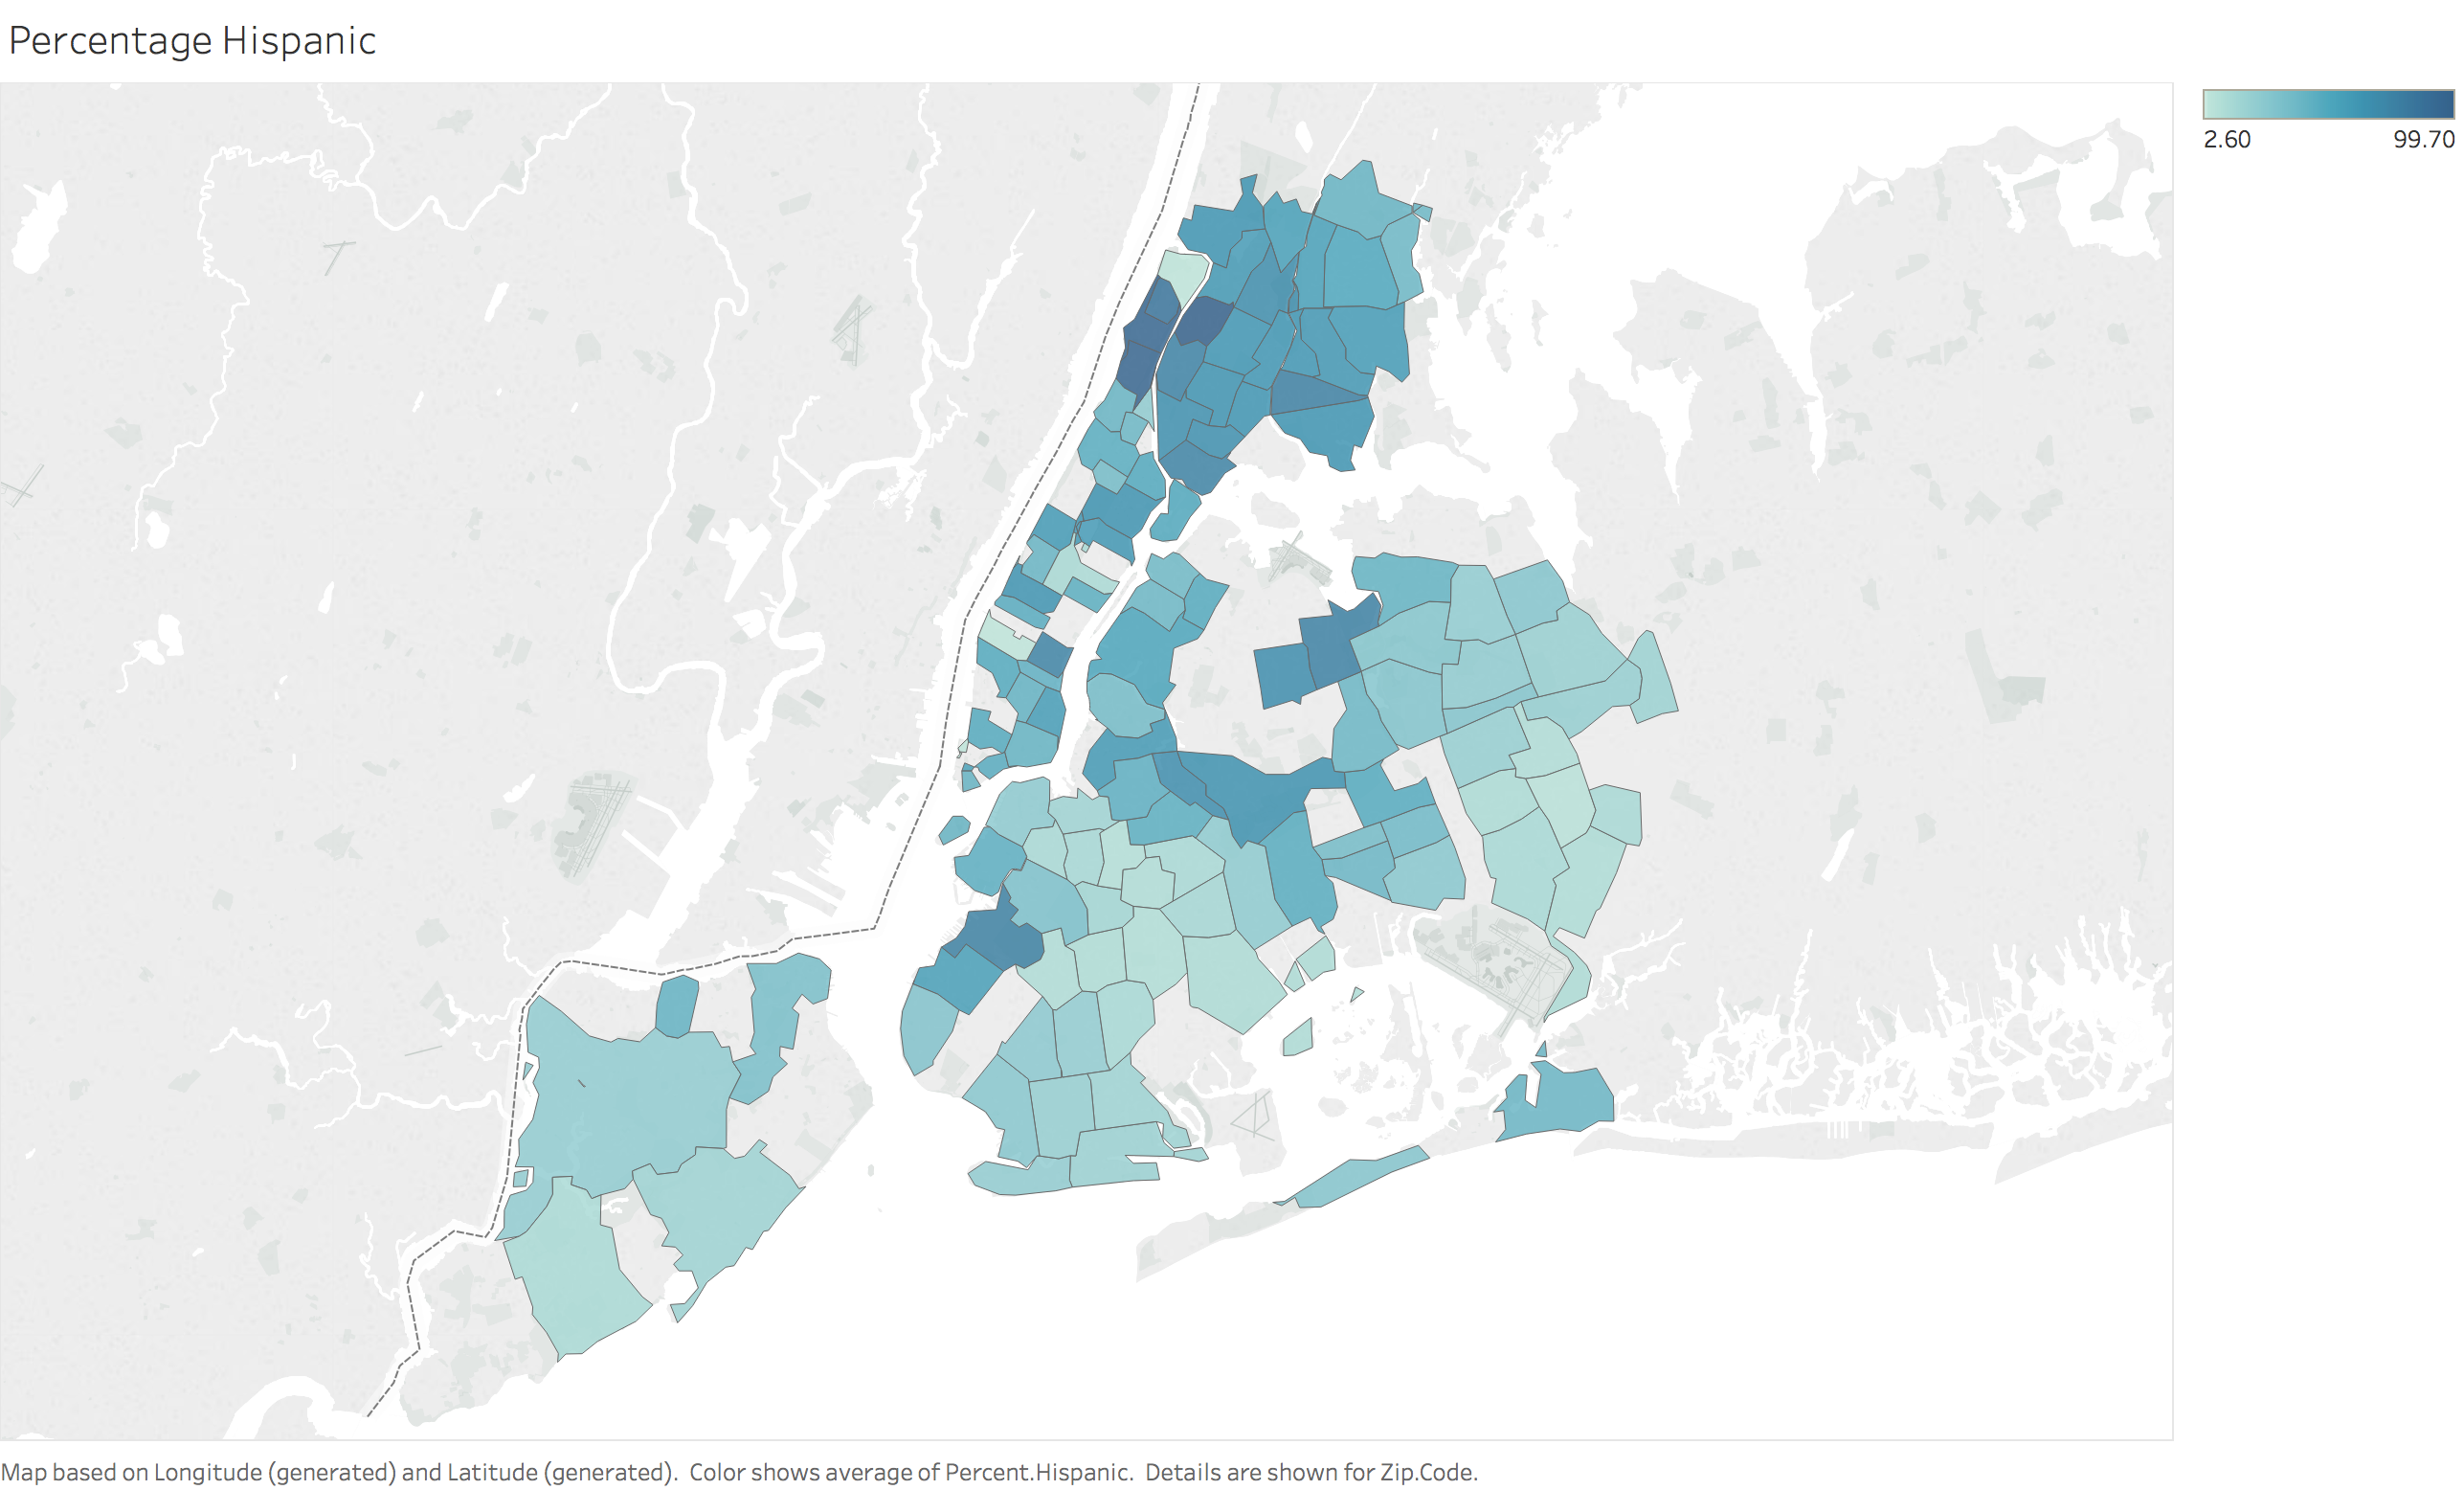 Percentage Hispanic
2.60 99.70
Map based on Longitude (generated) and Latitude (generated).  Color shows average of Percent.Hispanic.  Details are shown for Zip.Code.